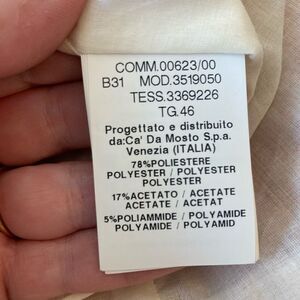 COMM.00623/00
B31 MOD.3519050
TESS.3369226
TG.46
Progettato e distribuito
da:Ca' Da Mosto S.p.a.
Venezia (ITALIA)
78%POLIESTERE
POLYESTER / POLYESTER
POLYESTER
17%ACETATO / ACETATE
ACETATE / ACETAT
5%POLIAMMIDE / POLYAMIDE
POLYAMIDE / POLYAMID